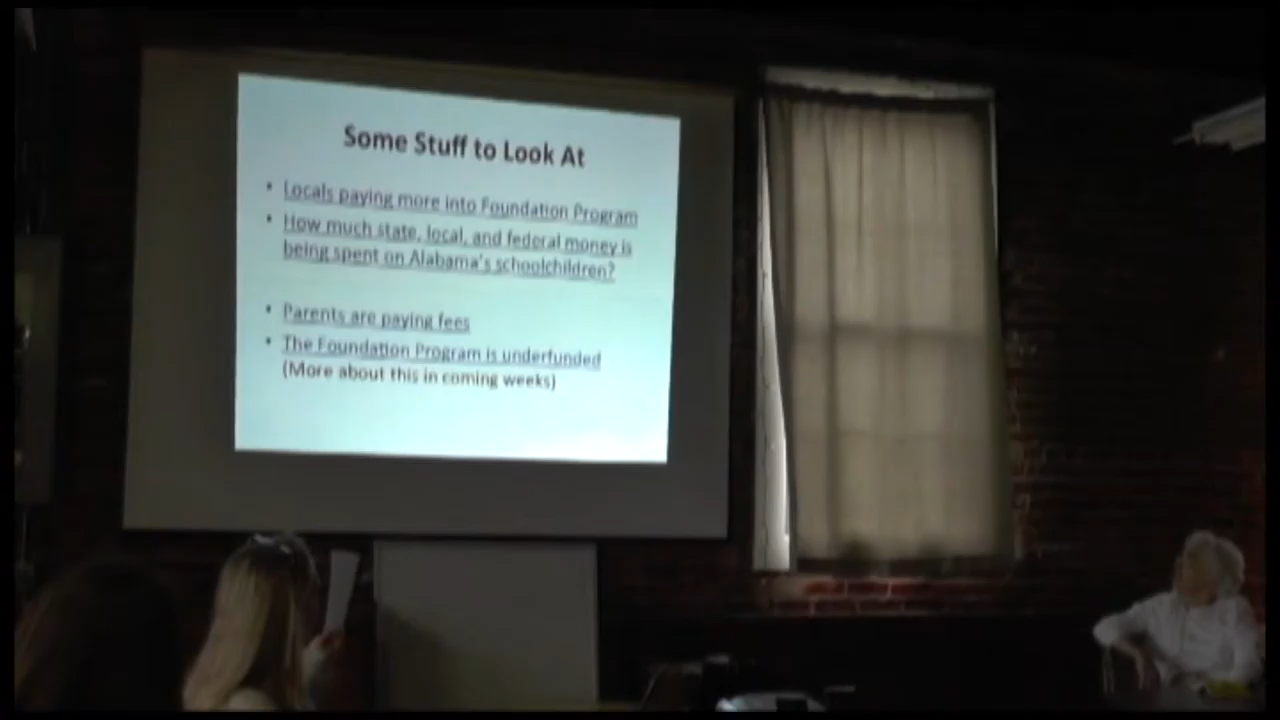 Some Stuff to Look At
• Locals paying more into Foundation Program
• How much state, local, and federal money is
being spent on Alabama's schoolchildren?
• Parents are paying fees
• The Foundation Program is underfunded
(More about this in coming weeks)